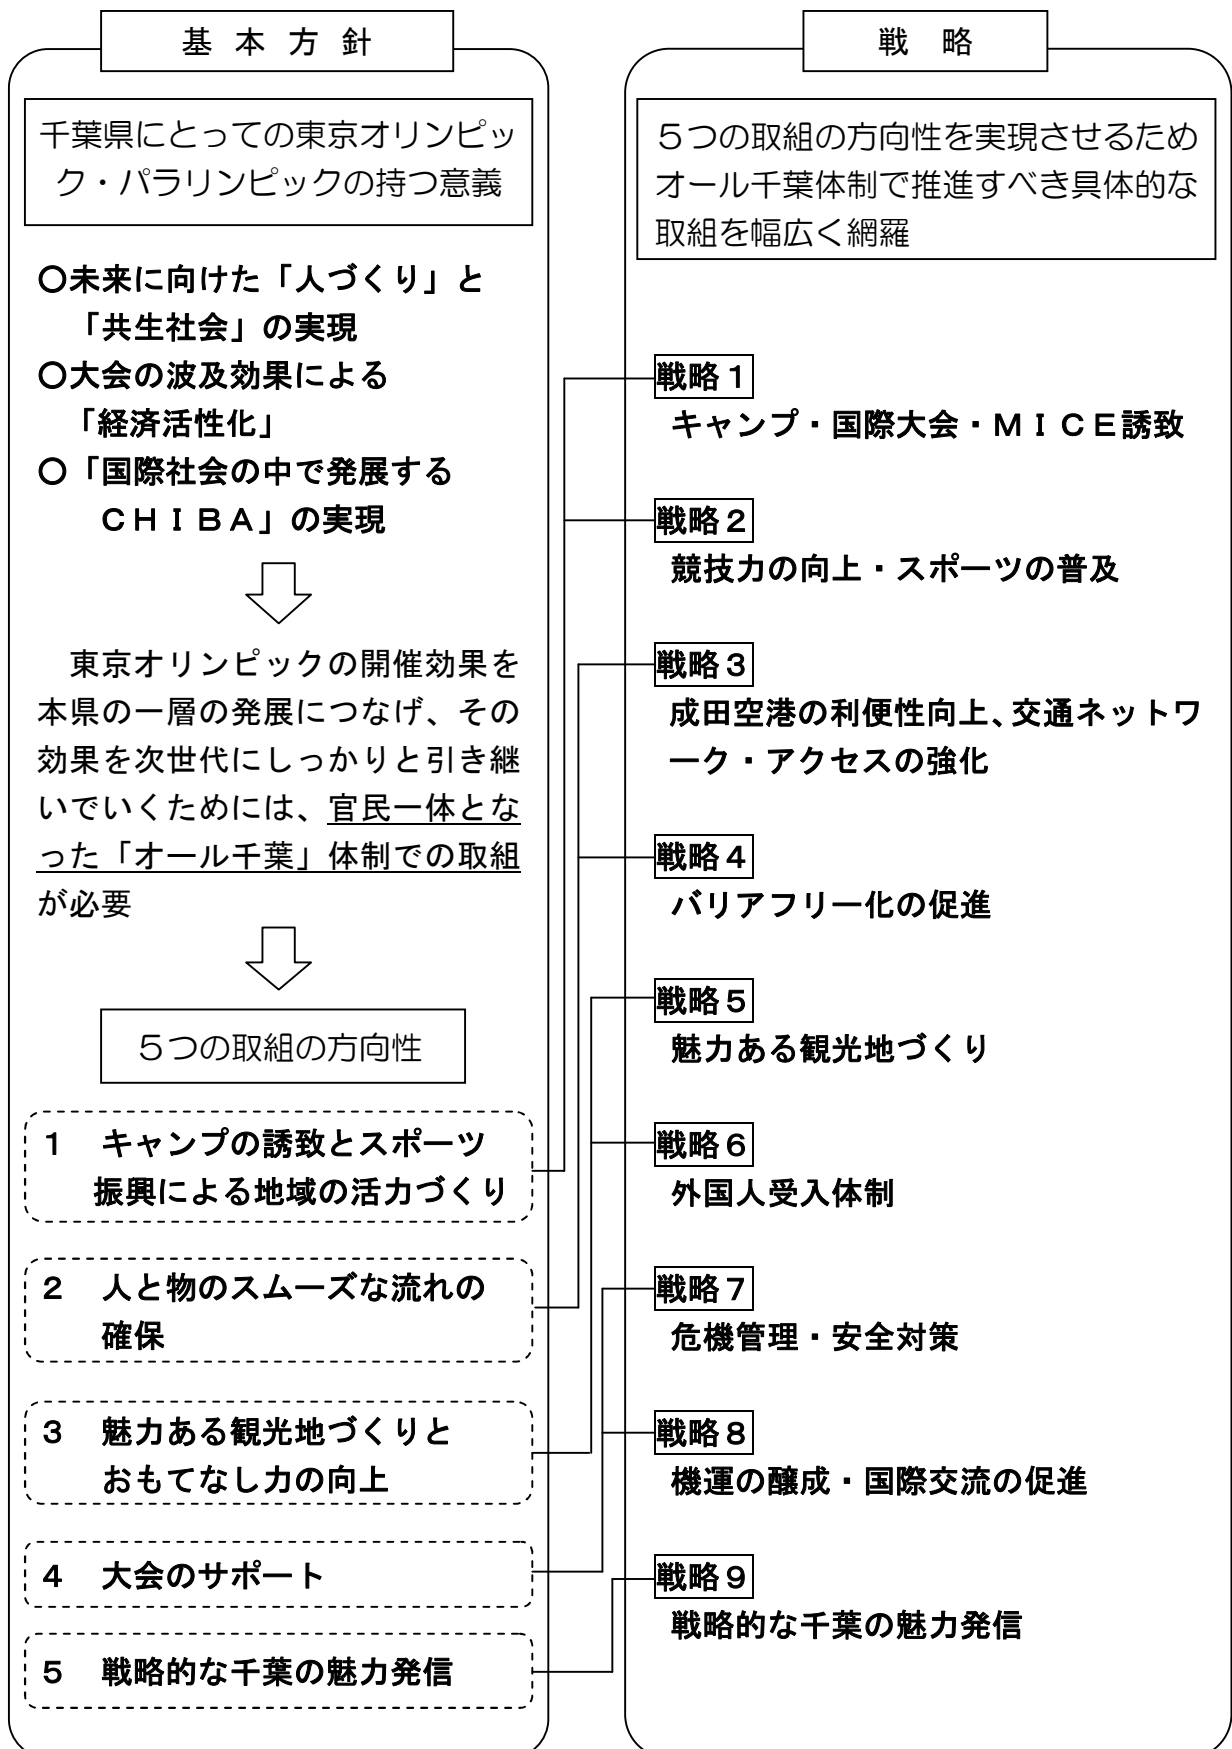 基本方針
千葉県にとっての東京オリンピッ
ク・パラリンピックの持つ意義
○未来に向けた「人づくり」と
「共生社会」の実現
○大会の波及効果による
「経済活性化」
○「国際社会の中で発展する
ＣＨＩＢＡ」の実現
東京オリンピックの開催効果を
本県の一層の発展につなげ、その
効果を次世代にしっかりと引き継
いでいくためには、官民一体とな
った「オール千葉」体制での取組
が必要
５つの取組の方向性
１　キャンプの誘致とスポーツ
振興による地域の活力づくり
２　人と物のスムーズな流れの
確保
３　魅力ある観光地づくりと
おもてなし力の向上
４　大会のサポート
５　戦略的な千葉の魅力発信
戦略
５つの取組の方向性を実現させるため
オール千葉体制で推進すべき具体的な
取組を幅広く網羅
戦略１
キャンプ・国際大会・ＭＩＣＥ誘致
戦略２
競技力の向上・スポーツの普及
戦略３
成田空港の利便性向上、交通ネットワ
ーク・アクセスの強化
戦略４
バリアフリー化の促進
戦略５
魅力ある観光地づくり
戦略６
外国人受入体制
戦略７
危機管理・安全対策
戦略８
機運の醸成・国際交流の促進
戦略９
戦略的な千葉の魅力発信